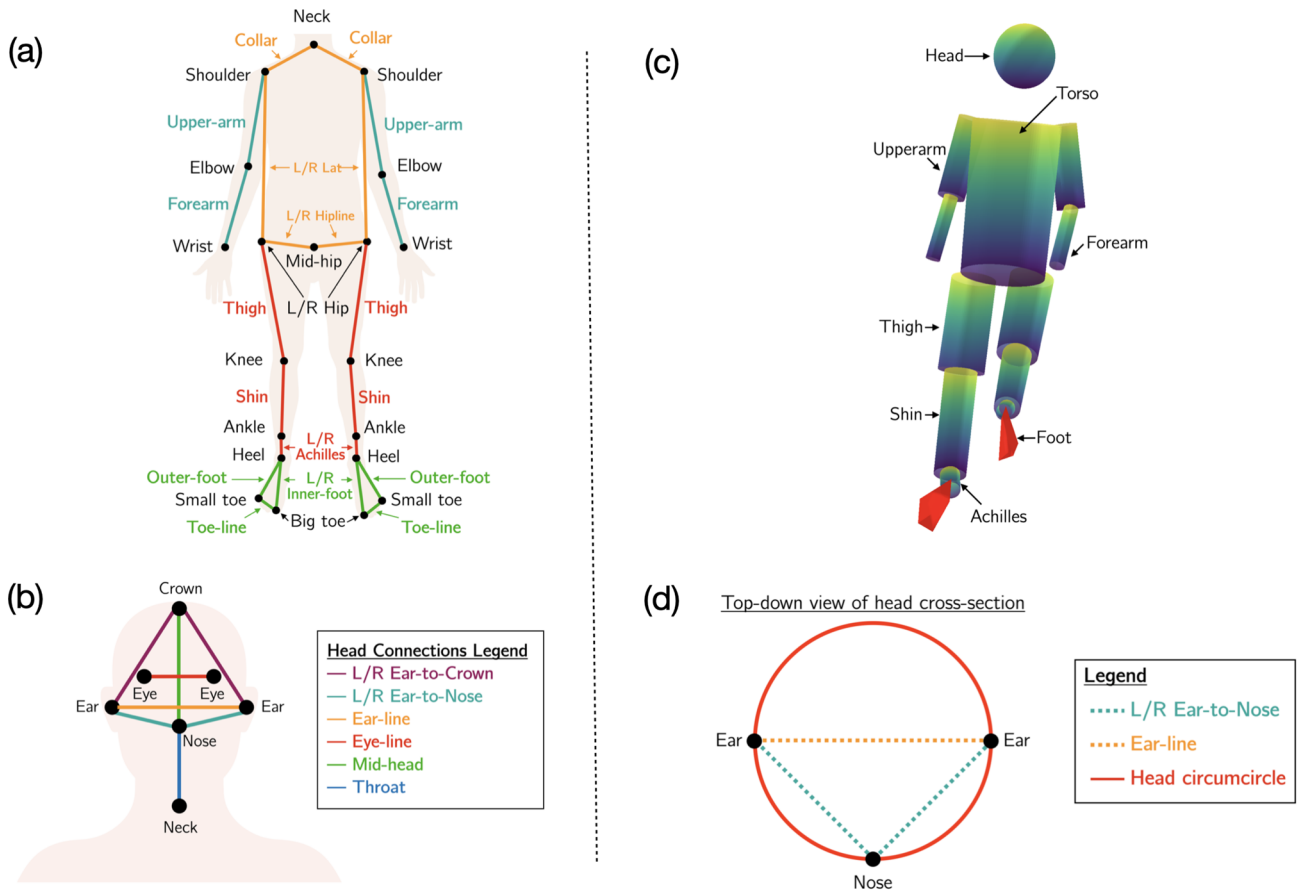 (a)
Neck
Collar
Collar
Shoulder
Shoulder
Upper-arm
Upper-arm
Elbow
L/R Lat
Elbow
Forearm
Forearm
L/R Hipline
Wrist
Wrist
Mid-hip
Thigh
L/R Hip
Thigh
Knee
Knee
Shin
Shin
Ankle
Ankle
L/R
Achilles
Heel
Heel
Outer-foot
L/R
Inner-foot
Outer-foot
Small toe
Small toe
Big toe
Toe-line
Toe-line
(b)
Crown
Eye
Eye
Ear
Ear
Nose
Neck
Head Connections Legend
L/R Ear-to-Crown
L/R Ear-to-Nose
Ear-line
Eye-line
Mid-head
Throat
(c)
Head
Torso
Upperarm
Forearm
Thigh
Shin
Foot
Achilles
(d)
Top-down view of head cross-section
Ear
Ear
Nose
Legend
L/R Ear-to-Nose
Ear-line
Head circumcircle